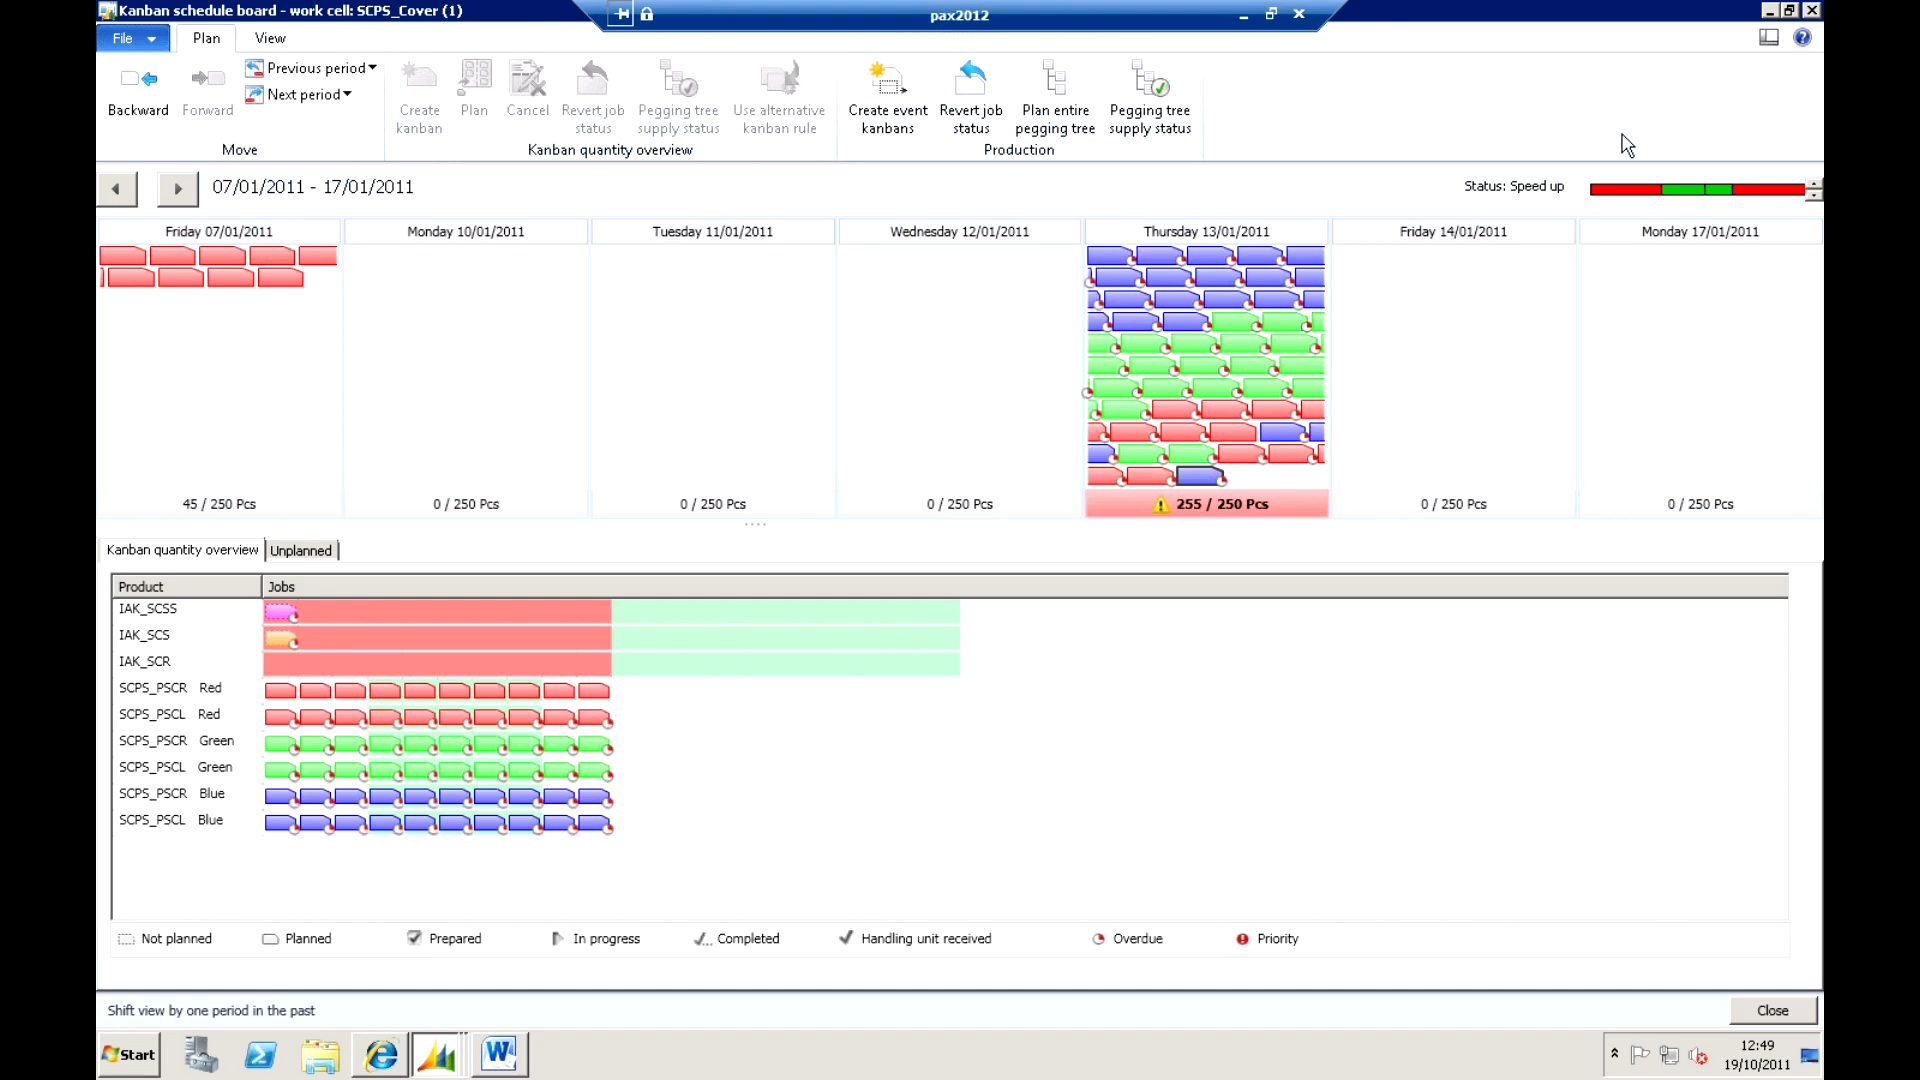 Kanban schedule board - work cell: SCPS_Cover (1)
pax2012
File Plan View
Backward Forward
Previous period
Next period
Move
Create kanban
Plan
Cancel
Revert job status
Pegging tree supply status
Use alternative kanban rule
Kanban quantity overview
Create event kanbans
Revert job status
Plan entire pegging tree
Pegging tree supply status
Production
07/01/2011 - 17/01/2011
Status: Speed up
Friday 07/01/2011 Monday 10/01/2011 Tuesday 11/01/2011 Wednesday 12/01/2011 Thursday 13/01/2011 Friday 14/01/2011 Monday 17/01/2011
45 / 250 Pcs 0 / 250 Pcs 0 / 250 Pcs 0 / 250 Pcs 255 / 250 Pcs 0 / 250 Pcs 0 / 250 Pcs
Kanban quantity overview Unplanned
Product Jobs
IAK_SCSS
IAK_SCS
IAK_SCR
SCPS_PSCR Red
SCPS_PSCL Red
SCPS_PSCR Green
SCPS_PSCL Green
SCPS_PSCR Blue
SCPS_PSCL Blue
Not planned Planned Prepared In progress Completed Handling unit received Overdue Priority
Shift view by one period in the past
Close
Start
12:49
19/10/2011